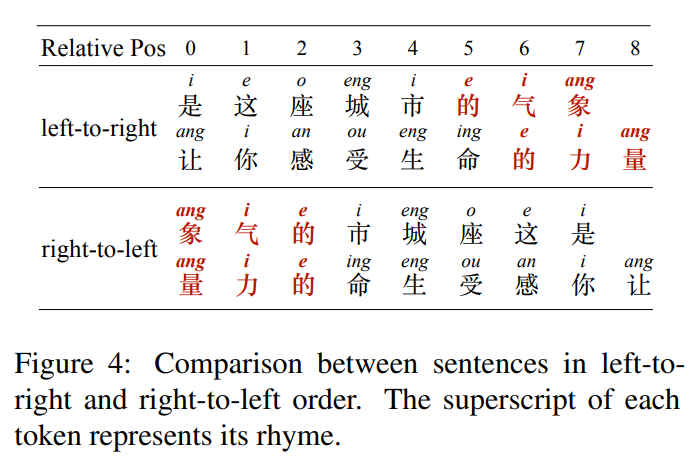 Relative Pos 0 1 2 3 4 5 6 7 8
i e o eng i e i ang
是 这 座 城 市 的 气 象
left-to-right
ang i an ou eng ing e i ang
让 你 感 受 生 命 的 力 量
ang i e i eng o e i
象 气 的 市 城 座 这 是
right-to-left
ang i e ing eng ou an i ang
量 力 的 命 生 受 感 你 让
Figure 4: Comparison between sentences in left-to-
right and right-to-left order. The superscript of each
token represents its rhyme.